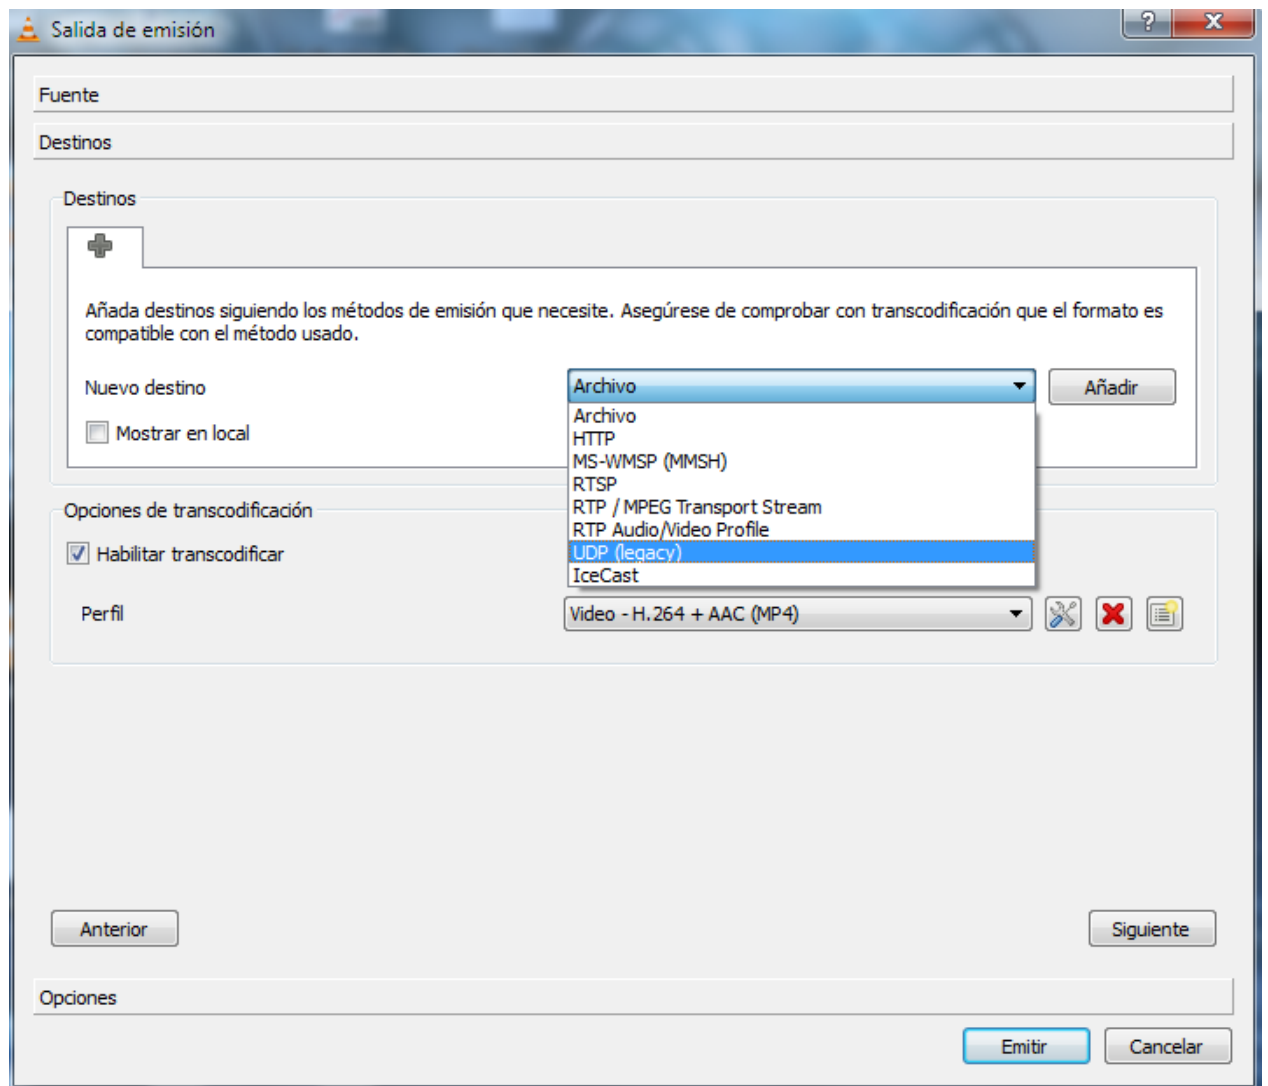 Salida de emisión
?
X
Fuente
Destinos
Destinos
Añada destinos siguiendo los métodos de emisión que necesite. Asegúrese de comprobar con transcodificación que el formato es
compatible con el método usado.
Nuevo destino
Archivo
Añadir
Mostrar en local
Archivo
HTTP
MS-WMSP (MMSH)
RTSP
RTP / MPEG Transport Stream
RTP Audio/Video Profile
UDP (legacy)
IceCast
Opciones de transcodificación
Habilitar transcodificar
Perfil
Video - H.264 + AAC (MP4)
Anterior
Siguiente
Opciones
Emitir
Cancelar